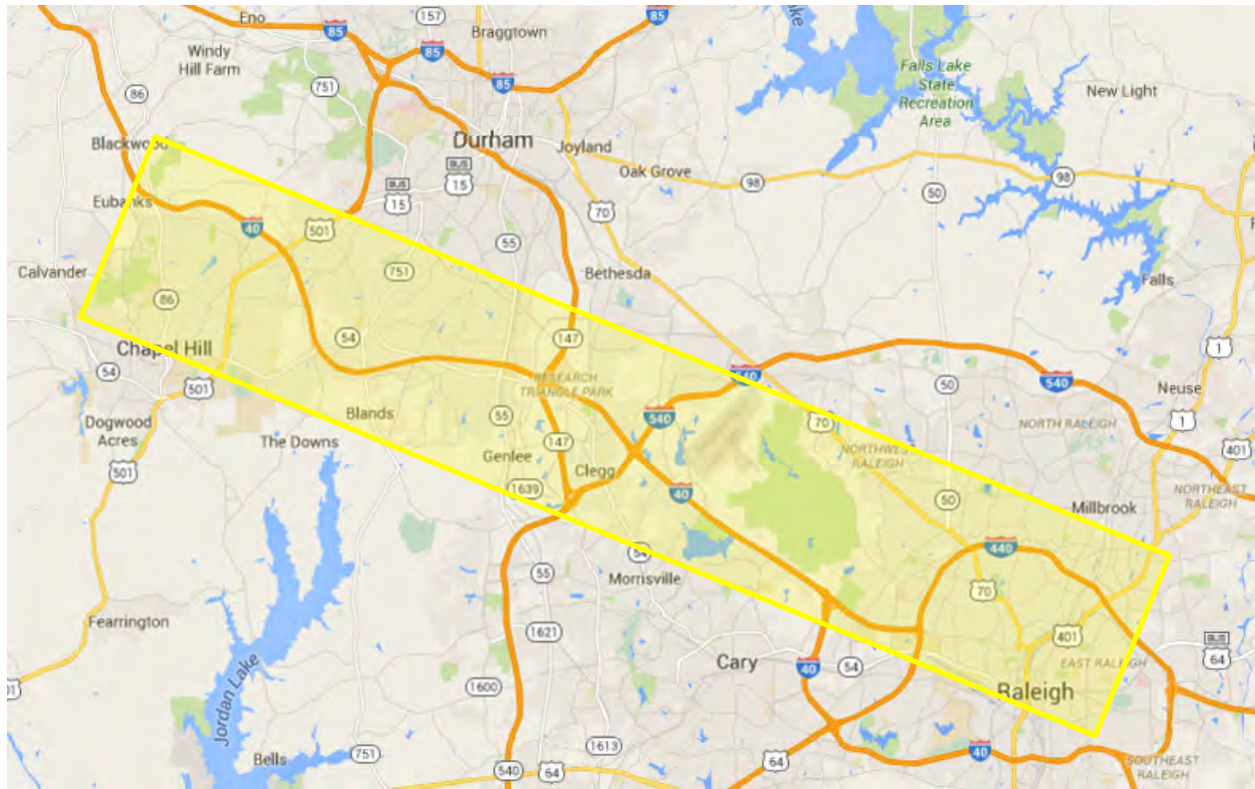 Eno
157
Braggtown
85
85
85
Lake
Windy
Hill Farm
751
86
Falls Lake
State
Recreation
Area
New Light
Blackwood
Durham
Joyland
BUS
15
Oak Grove
98
98
Eubanks
BUS
15
50
70
40
501
55
Calvander
751
Bethesda
Falls
86
Chapel Hill
54
147
1
54
RESEARCH
TRIANGLE PARK
540
540
50
Neuse
501
Blands
55
540
Dogwood
Acres
The Downs
147
70
NORTH RALEIGH
1
501
Genlee
Clegg
NORTHWEST
RALEIGH
401
1639
40
50
NORTHEAST
RALEIGH
Millbrook
54
440
55
Morrisville
70
Fearrington
1621
401
BUS
64
Cary
40
54
EAST RALEIGH
Jordan Lake
1600
Raleigh
01
Bells
751
1613
64
40
540
64
SOUTHEAST
RALEIGH